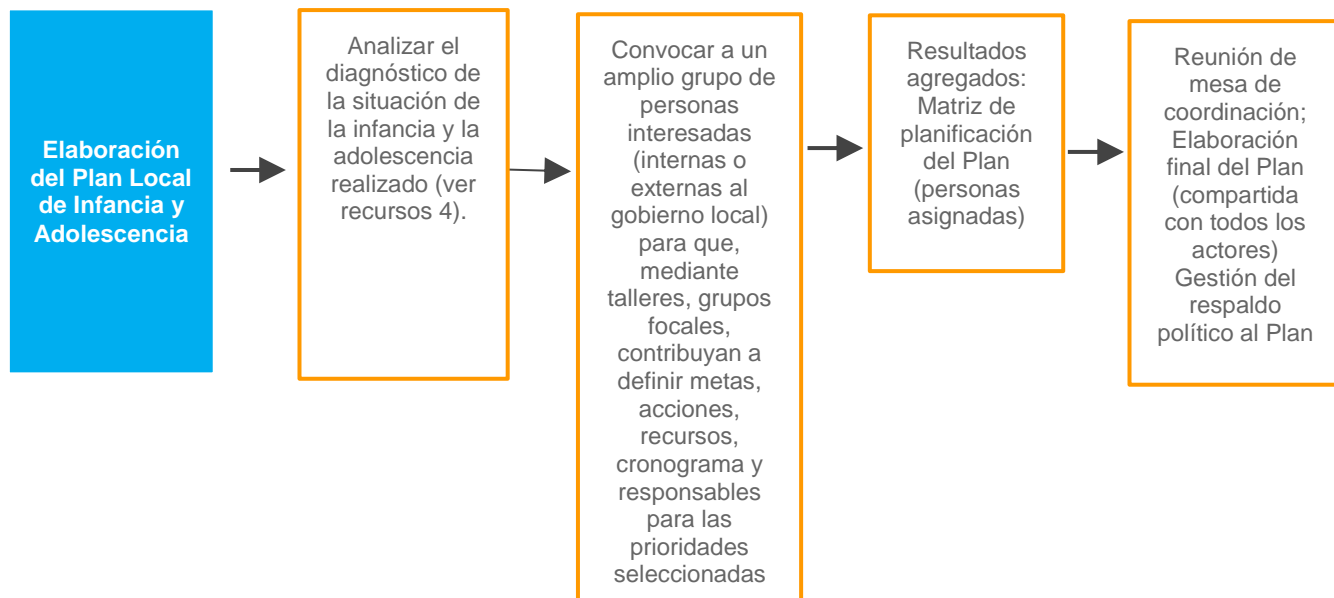 Elaboración
del Plan Local
de Infancia y
Adolescencia
Analizar el
diagnóstico de
la situación de
la infancia y la
adolescencia
realizado (ver
recursos 4).
Convocar a un
amplio grupo de
personas
interesadas
(internas o
externas al
gobierno local)
para que,
mediante
talleres, grupos
focales,
contribuyan a
definir metas,
acciones,
recursos,
cronograma y
responsables
para las
prioridades
seleccionadas
Resultados
agregados:
Matriz de
planificación
del Plan
(personas
asignadas)
Reunión de
mesa de
coordinación;
Elaboración
final del Plan
(compartida
con todos los
actores)
Gestión del
respaldo
político al Plan